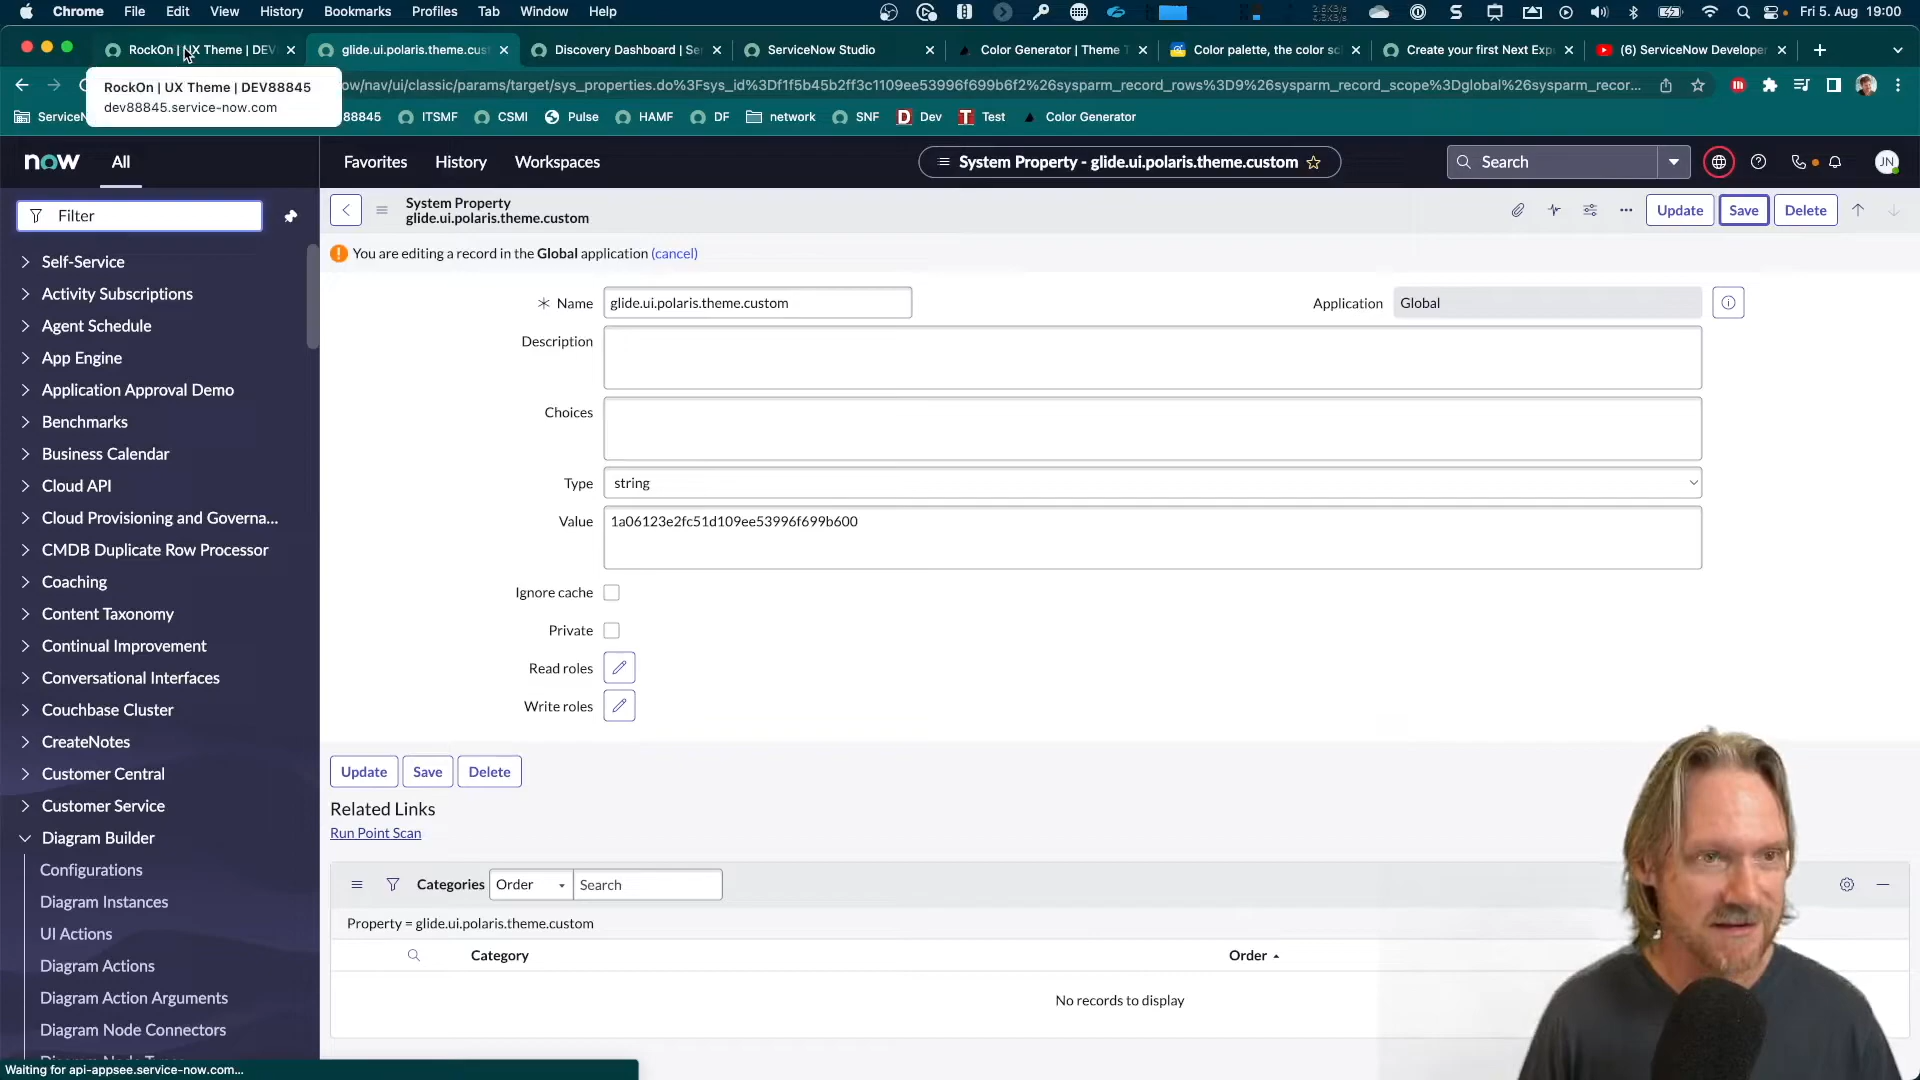 Chrome File Edit View History Bookmarks Profiles Tab Window Help Fri 5. Aug 19:00
RockOn | UX Theme | DEV glide.ui.polaris.theme.cus Discovery Dashboard | Se ServiceNow Studio Color Generator | Theme T Color palette, the color sc Create your first Next Exp (6) ServiceNow Developer
RockOn | UX Theme | DEV88845
dev88845.service-now.com
ow/nav/ui/classic/params/target/sys_properties.do%3Fsys_id%3Df1f5b45b2ff3c1109ee53996f699b6f2%26sysparm_record_rows%3D9%26sysparm_record_scope%3Dglobal%26sysparm_recor...
ServiceN 88845 ITSMF CSMI Pulse HAMF DF network SNF Dev Test Color Generator
now All Favorites History Workspaces System Property - glide.ui.polaris.theme.custom Search JN
Filter
System Property
glide.ui.polaris.theme.custom
Update Save Delete
You are editing a record in the Global application (cancel)
Name glide.ui.polaris.theme.custom Application Global
Description
Choices
Type string
Value 1a06123e2fc51d109ee53996f699b600
Ignore cache
Private
Read roles
Write roles
Update Save Delete
Related Links
Run Point Scan
Categories Order Search
Property = glide.ui.polaris.theme.custom
Category Order
No records to display
Self-Service
Activity Subscriptions
Agent Schedule
App Engine
Application Approval Demo
Benchmarks
Business Calendar
Cloud API
Cloud Provisioning and Governa...
CMDB Duplicate Row Processor
Coaching
Content Taxonomy
Continual Improvement
Conversational Interfaces
Couchbase Cluster
CreateNotes
Customer Central
Customer Service
Diagram Builder
Configurations
Diagram Instances
UI Actions
Diagram Actions
Diagram Action Arguments
Diagram Node Connectors
Waiting for api-appsee.service-now.com...